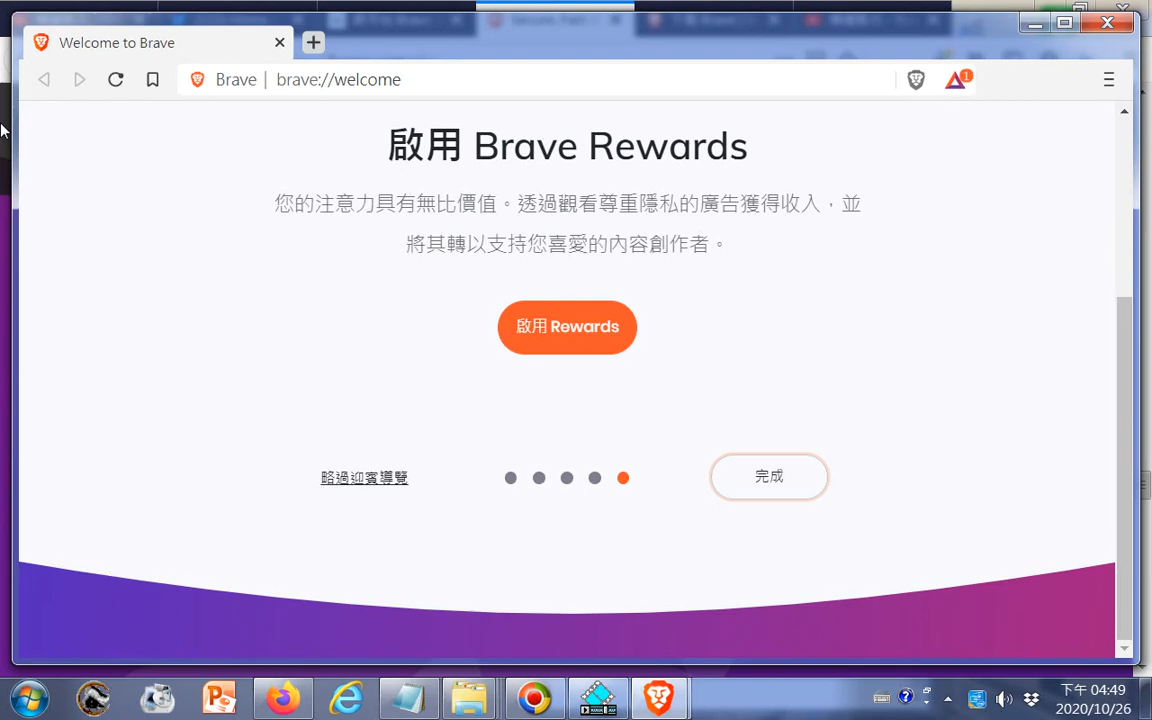 Welcome to Brave
Brave | brave://welcome
1
啟用 Brave Rewards
您的注意力具有無比價值。透過觀看尊重隱私的廣告獲得收入，並
將其轉以支持您喜愛的內容創作者。
啟用 Rewards
略過迎賓導覽
完成
下午 04:49
2020/10/26